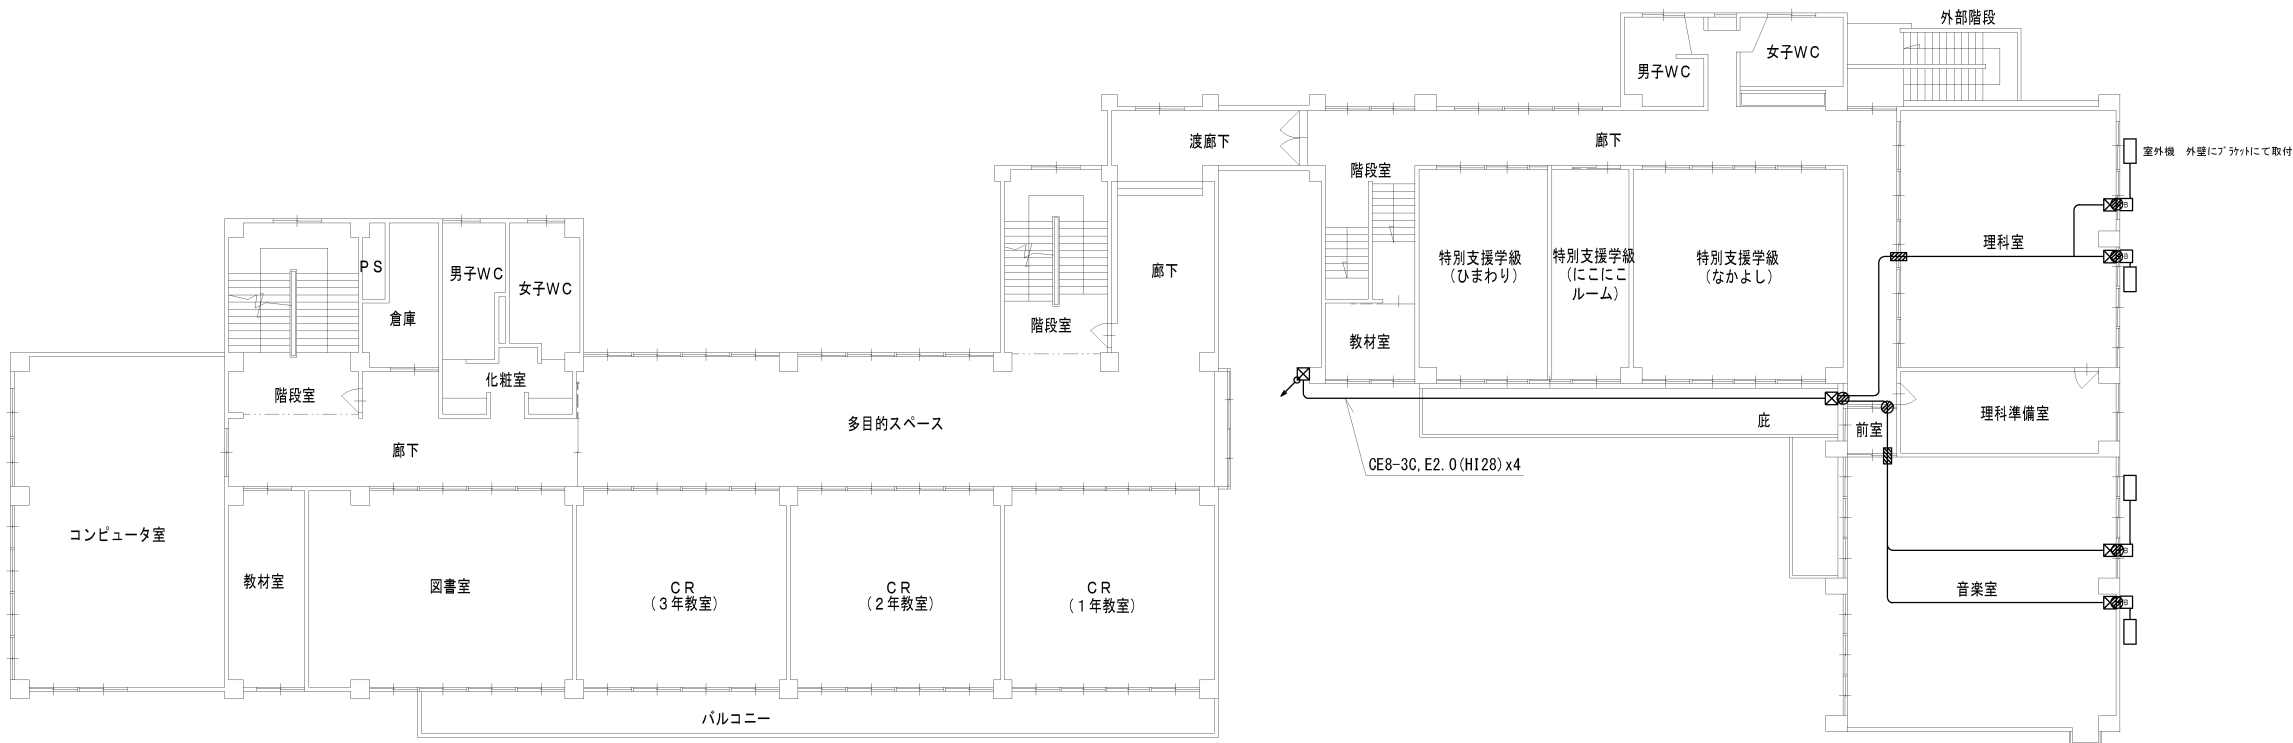 外部階段
女子WC
男子WC
渡廊下
廊下
室外機　外壁にﾌﾞﾗｹｯﾄにて取付
階段室
特別支援学級
(ひまわり)
特別支援学級
(にこにこ
ルーム)
特別支援学級
(なかよし)
理科室
PS
男子WC
女子WC
廊下
倉庫
階段室
教材室
化粧室
階段室
多目的スペース
庇
前室
理科準備室
廊下
CE8-3C,E2.0(HI28)x4
コンピュータ室
教材室
図書室
CR
(3年教室)
CR
(2年教室)
CR
(1年教室)
音楽室
バルコニー